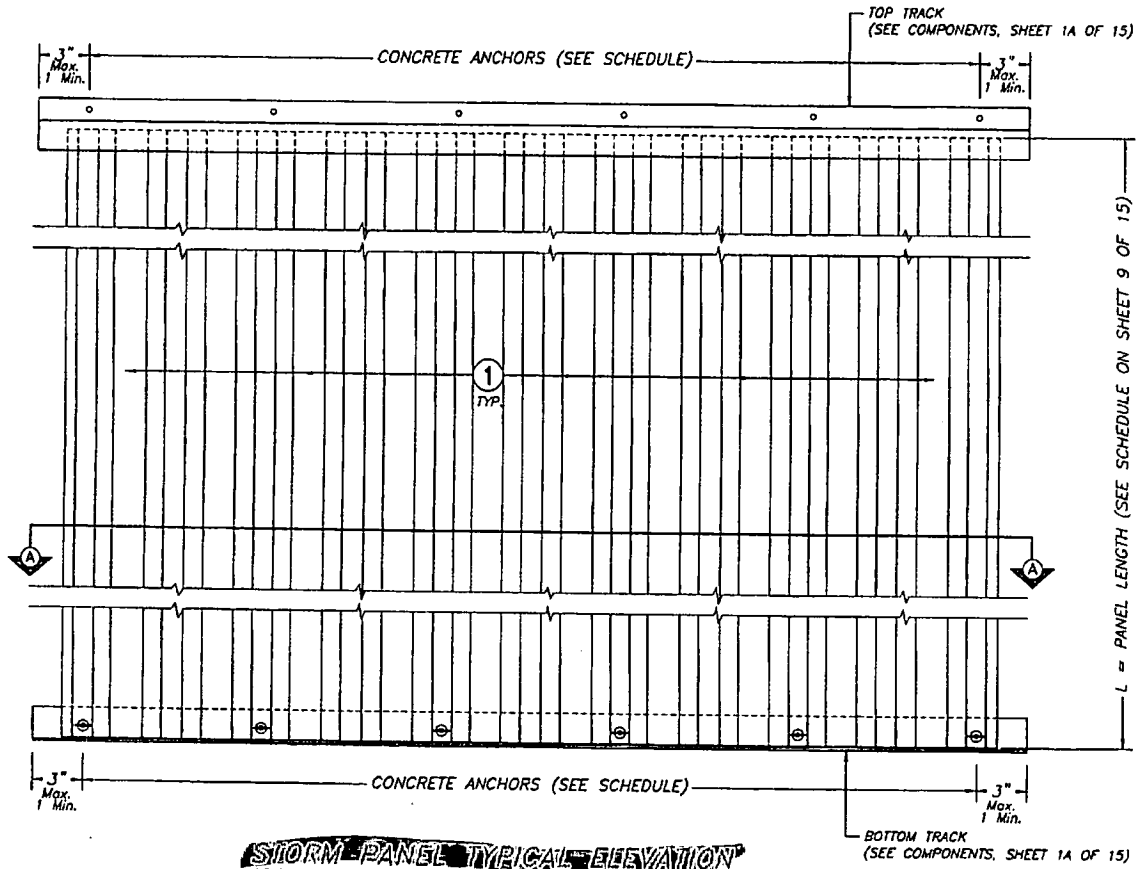 TOP TRACK
(SEE COMPONENTS, SHEET 1A OF 15)
3"
Max.
1 Min.
CONCRETE ANCHORS (SEE SCHEDULE)
3"
Max.
1 Min.
1
TYP.
L = PANEL LENGTH (SEE SCHEDULE ON SHEET 9 OF 15)
A
A
3"
Max.
1 Min.
CONCRETE ANCHORS (SEE SCHEDULE)
3"
Max.
1 Min.
BOTTOM TRACK
(SEE COMPONENTS, SHEET 1A OF 15)
STORM PANEL TYPICAL ELEVATION